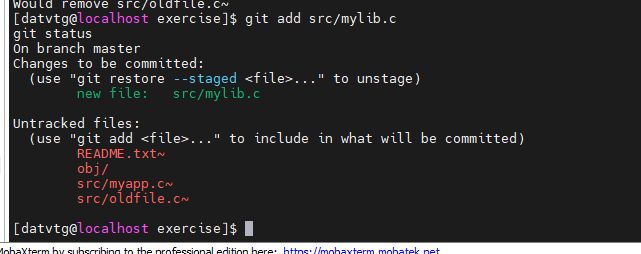 Would remove src/oldfile.c~
[datvtg@localhost exercise]$ git add src/mylib.c
git status
On branch master
Changes to be committed:
  (use "git restore --staged <file>..." to unstage)
        new file:   src/mylib.c

Untracked files:
  (use "git add <file>..." to include in what will be committed)
        README.txt~
        obj/
        src/myapp.c~
        src/oldfile.c~

[datvtg@localhost exercise]$
MobaXterm by subscribing to the professional edition here: https://mobaxterm.mobatek.net